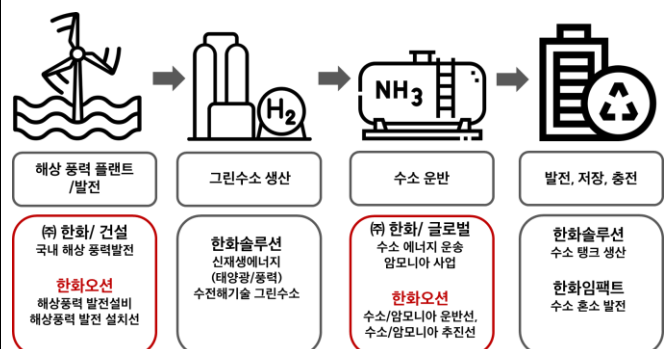 H2
NH3
해상 풍력 플랜트
/발전
그린수소 생산
수소 운반
발전, 저장, 충전
㈜ 한화/ 건설
국내 해상 풍력발전
한화오션
해상풍력 발전설비
해상풍력 발전 설치선
한화솔루션
신재생에너지
(태양광/풍력)
수전해기술 그린수소
㈜ 한화/ 글로벌
수소 에너지 운송
암모니아 사업
한화오션
수소/암모니아 운반선,
수소/암모니아 추진선
한화솔루션
수소 탱크 생산
한화임팩트
수소 혼소 발전